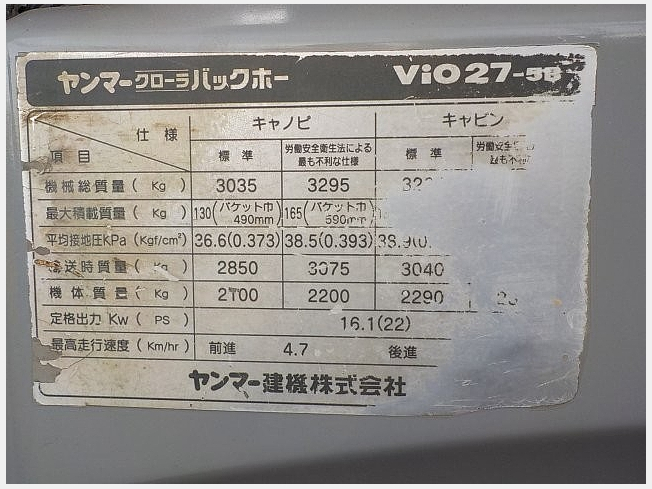 ヤンマークローラバックホー ViO27-5B
仕様 キャノピ キャビン
項目 標準 労働安全衛生法による最も不利な仕様 標準
機械総質量 (Kg) 3035 3295
最大積載質量 (Kg) 130(バケット巾490mm) 165(バケット巾590mm)
平均接地圧KPa (Kgf/cm²) 36.6(0.373) 38.5(0.393)
輸送時質量 (Kg) 2850 3075 3040
機体質量 (Kg) 2100 2200 2290
定格出力 Kw (PS) 16.1(22)
最高走行速度 (Km/hr) 前進 4.7 後進
ヤンマー建機株式会社